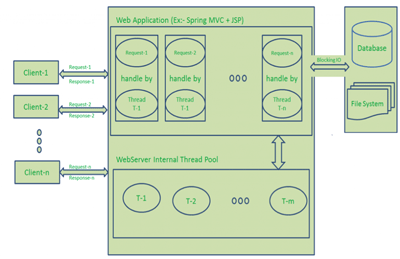 Web Application (Ex:- Spring MVC + JSP)
Request-1
Request-2
Request-n
handle by
handle by
handle by
Thread
T-1
Thread
T-1
Thread
T-n
Client-1
Request-1
Response-1
Client-2
Request-2
Response-2
Client-n
Request-n
Response-n
Blocking IO
Database
File System
WebServer Internal Thread Pool
T-1
T-2
T-m